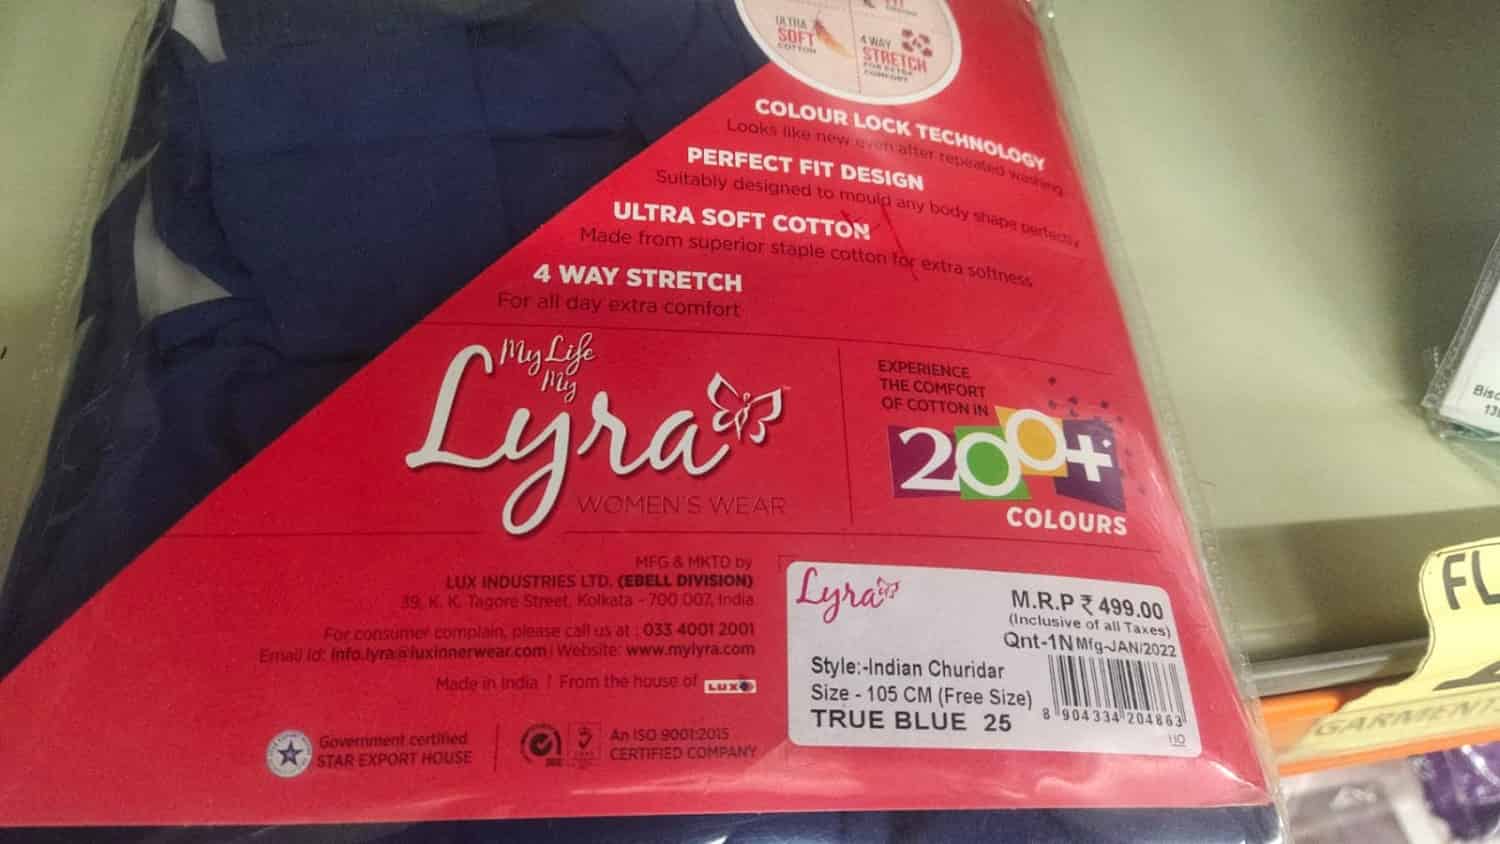 ULTRA
SOFT
COTTON
4 WAY
STRETCH
FOR EXTRA
COMFORT
COLOUR LOCK TECHNOLOGY
Looks like new even after repeated washing
PERFECT FIT DESIGN
Suitably designed to mould any body shape perfectly
ULTRA SOFT COTTON
Made from superior staple cotton for extra softness
4 WAY STRETCH
For all day extra comfort
My Life
My
Lyra
WOMEN'S WEAR
EXPERIENCE
THE COMFORT
OF COTTON IN
200+
COLOURS
MFG & MKTD by
LUX INDUSTRIES LTD. (EBELL DIVISION)
39, K. K. Tagore Street, Kolkata - 700 007, India
For consumer complain, please call us at : 033 4001 2001
Email Id: info.lyra@luxinnerwear.com | Website: www.mylyra.com
Made in India | From the house of LUX
Government certified
STAR EXPORT HOUSE
An ISO 9001:2015
CERTIFIED COMPANY
Lyra
M.R.P ₹ 499.00
(Inclusive of all Taxes)
Qnt-1N Mfg-JAN/2022
Style:-Indian Churidar
Size - 105 CM (Free Size)
TRUE BLUE 25
8 904334 204863
110
FL
GARMENT